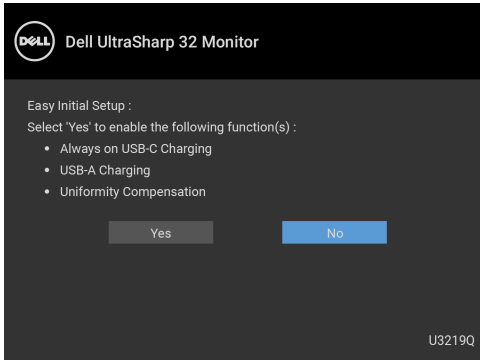 DELL Dell UltraSharp 32 Monitor
Easy Initial Setup :
Select 'Yes' to enable the following function(s) :
• Always on USB-C Charging
• USB-A Charging
• Uniformity Compensation
Yes No
U3219Q